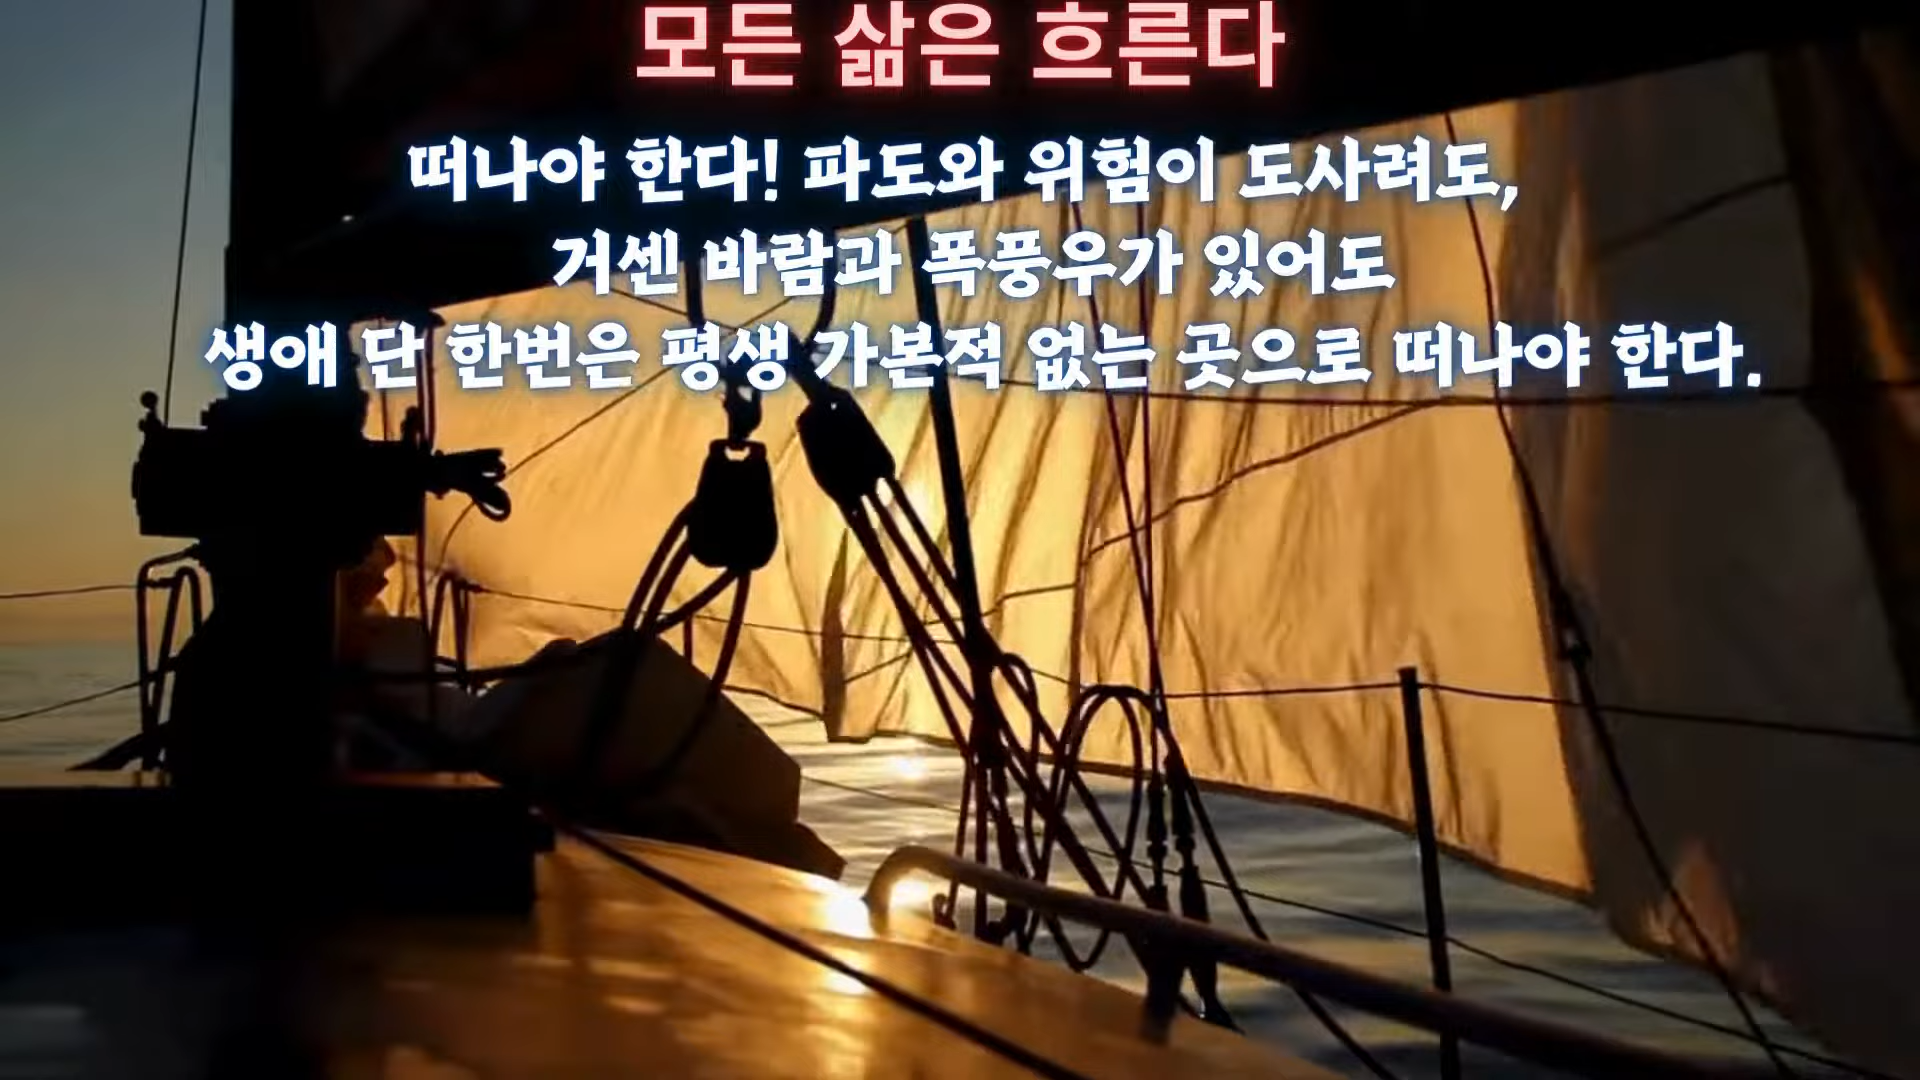 모든 삶은 흐른다
떠나야 한다! 파도와 위험이 도사려도,
거센 바람과 폭풍우가 있어도
생애 단 한번은 평생 가본적 없는 곳으로 떠나야 한다.